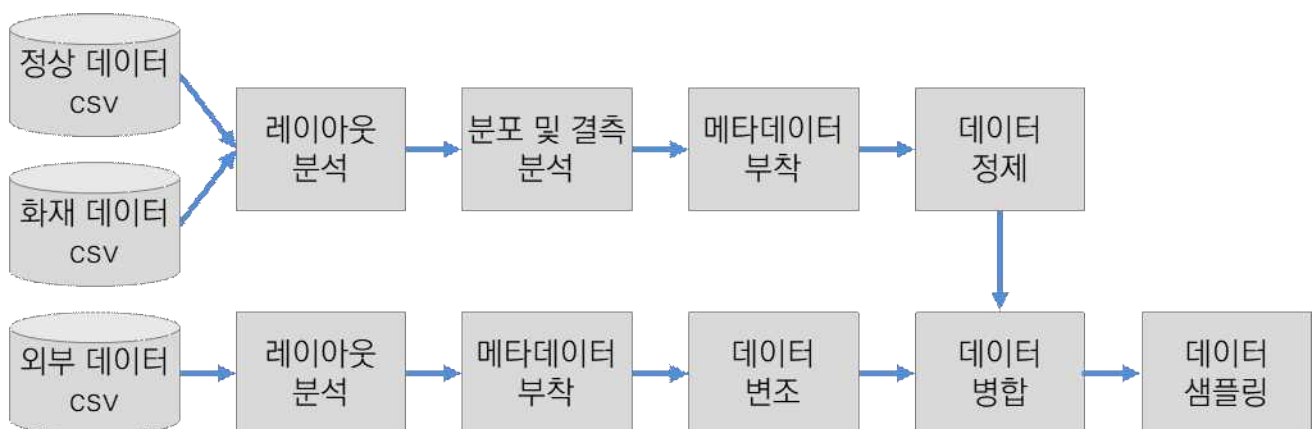 정상 데이터
CSV
화재 데이터
CSV
레이아웃
분석
분포 및 결측
분석
메타데이터
부착
데이터
정제
외부 데이터
CSV
레이아웃
분석
메타데이터
부착
데이터
변조
데이터
병합
데이터
샘플링